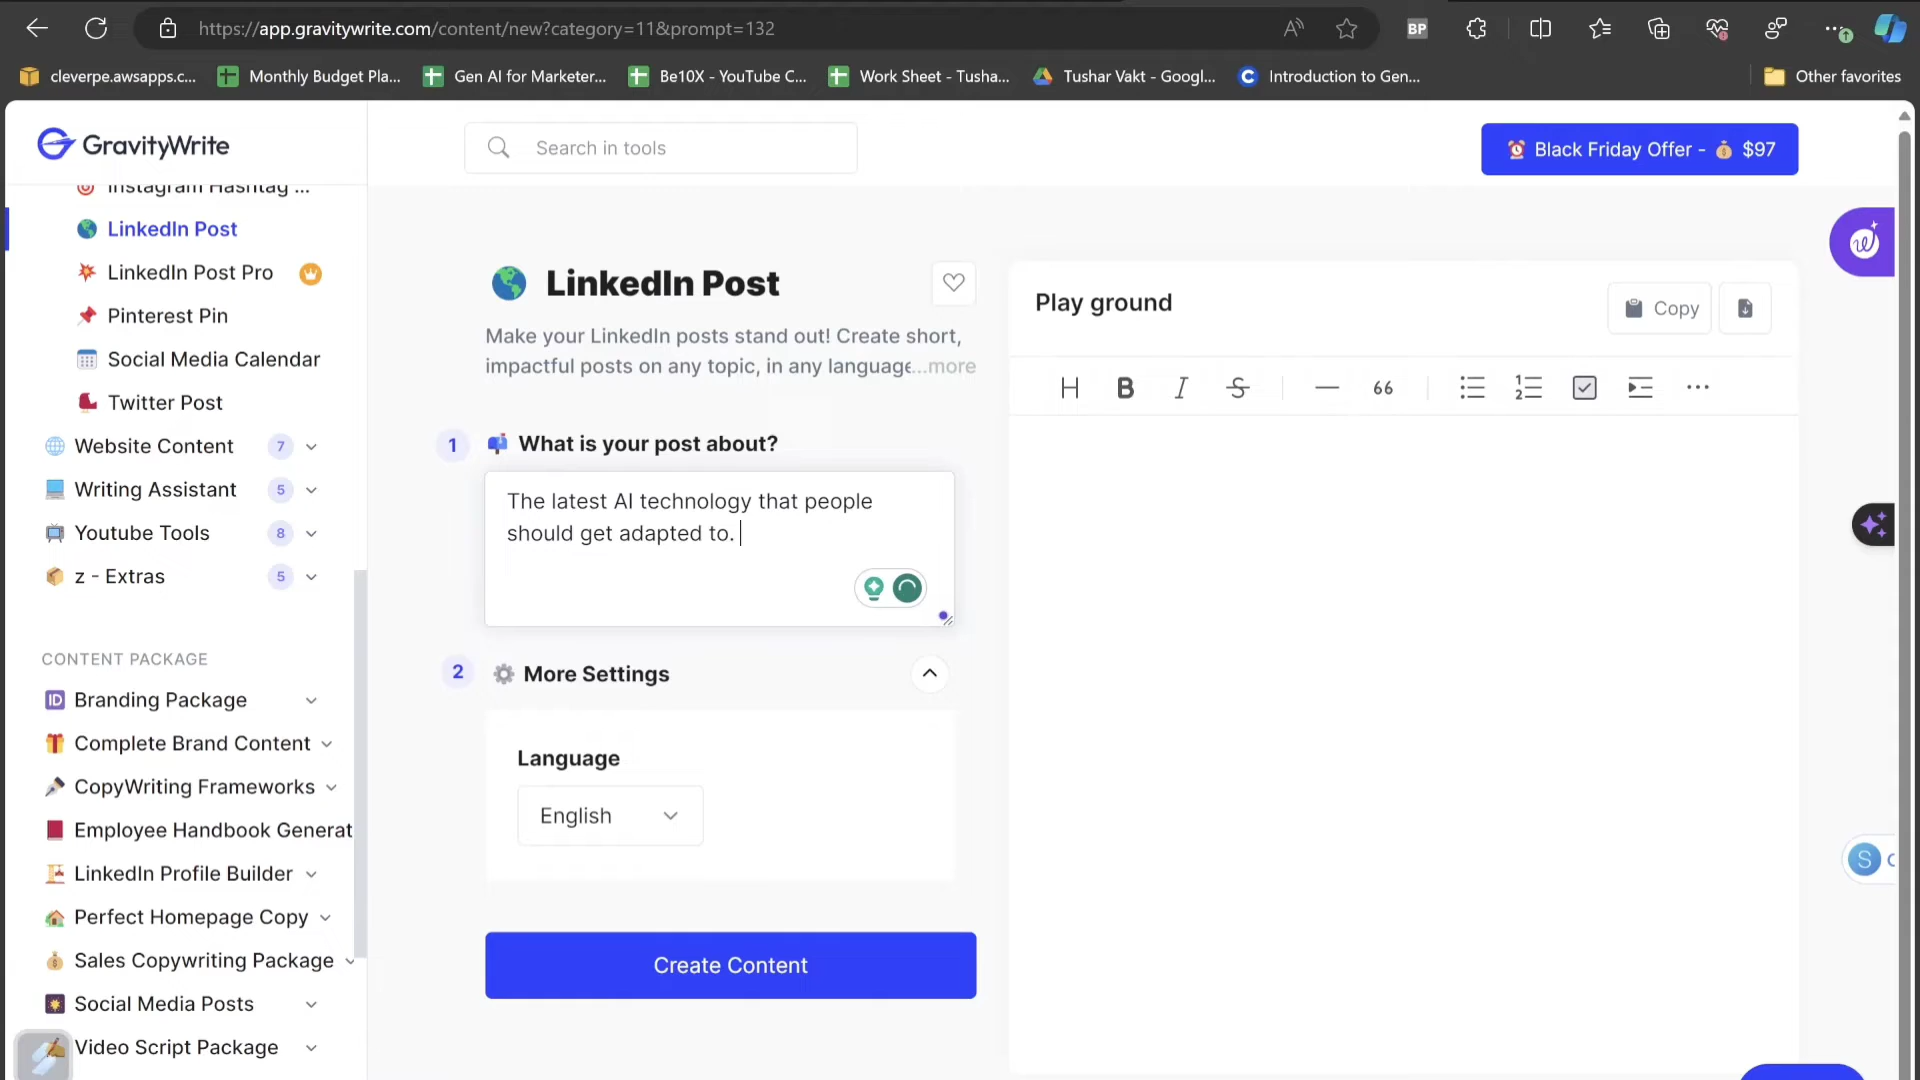 https://app.gravitywrite.com/content/new?category=11&prompt=132
BP
cleverpe.awsapps.c...
Monthly Budget Pla...
Gen AI for Marketer...
Be10X - YouTube C...
Work Sheet - Tusha...
Tushar Vakt - Googl...
Introduction to Gen...
Other favorites
GravityWrite
Search in tools
Black Friday Offer - $97
Instagram Hashtag ...
LinkedIn Post
LinkedIn Post Pro
Pinterest Pin
Social Media Calendar
Twitter Post
Website Content 7
Writing Assistant 5
Youtube Tools 8
z - Extras 5
CONTENT PACKAGE
Branding Package
Complete Brand Content
CopyWriting Frameworks
Employee Handbook Generat
LinkedIn Profile Builder
Perfect Homepage Copy
Sales Copywriting Package
Social Media Posts
Video Script Package
LinkedIn Post
Make your LinkedIn posts stand out! Create short,
impactful posts on any topic, in any language...more
1 What is your post about?
The latest AI technology that people
should get adapted to.
2 More Settings
Language
English
Create Content
Play ground
Copy
H B I S 66